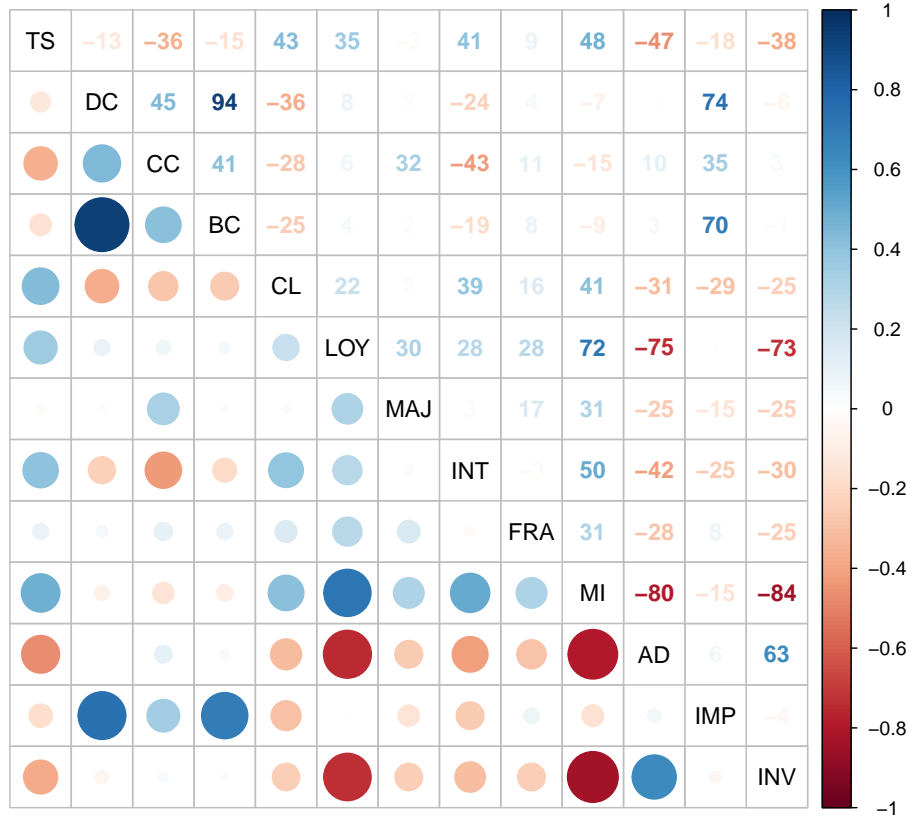 TS −13 −36 −15 43 35 −3 41 9 48 −47 −18 −38
DC 45 94 −36 8 2 −24 4 −7 74 −6
CC 41 −28 6 32 −43 11 −15 10 35 3
BC −25 4 2 −19 8 −9 3 70 −1
CL 22 2 39 16 41 −31 −29 −25
LOY 30 28 28 72 −75 −73
MAJ 3 17 31 −25 −15 −25
INT −3 50 −42 −25 −30
FRA 31 −28 8 −25
MI −80 −15 −84
AD 6 63
IMP −4
INV
1
0.8
0.6
0.4
0.2
0
−0.2
−0.4
−0.6
−0.8
−1